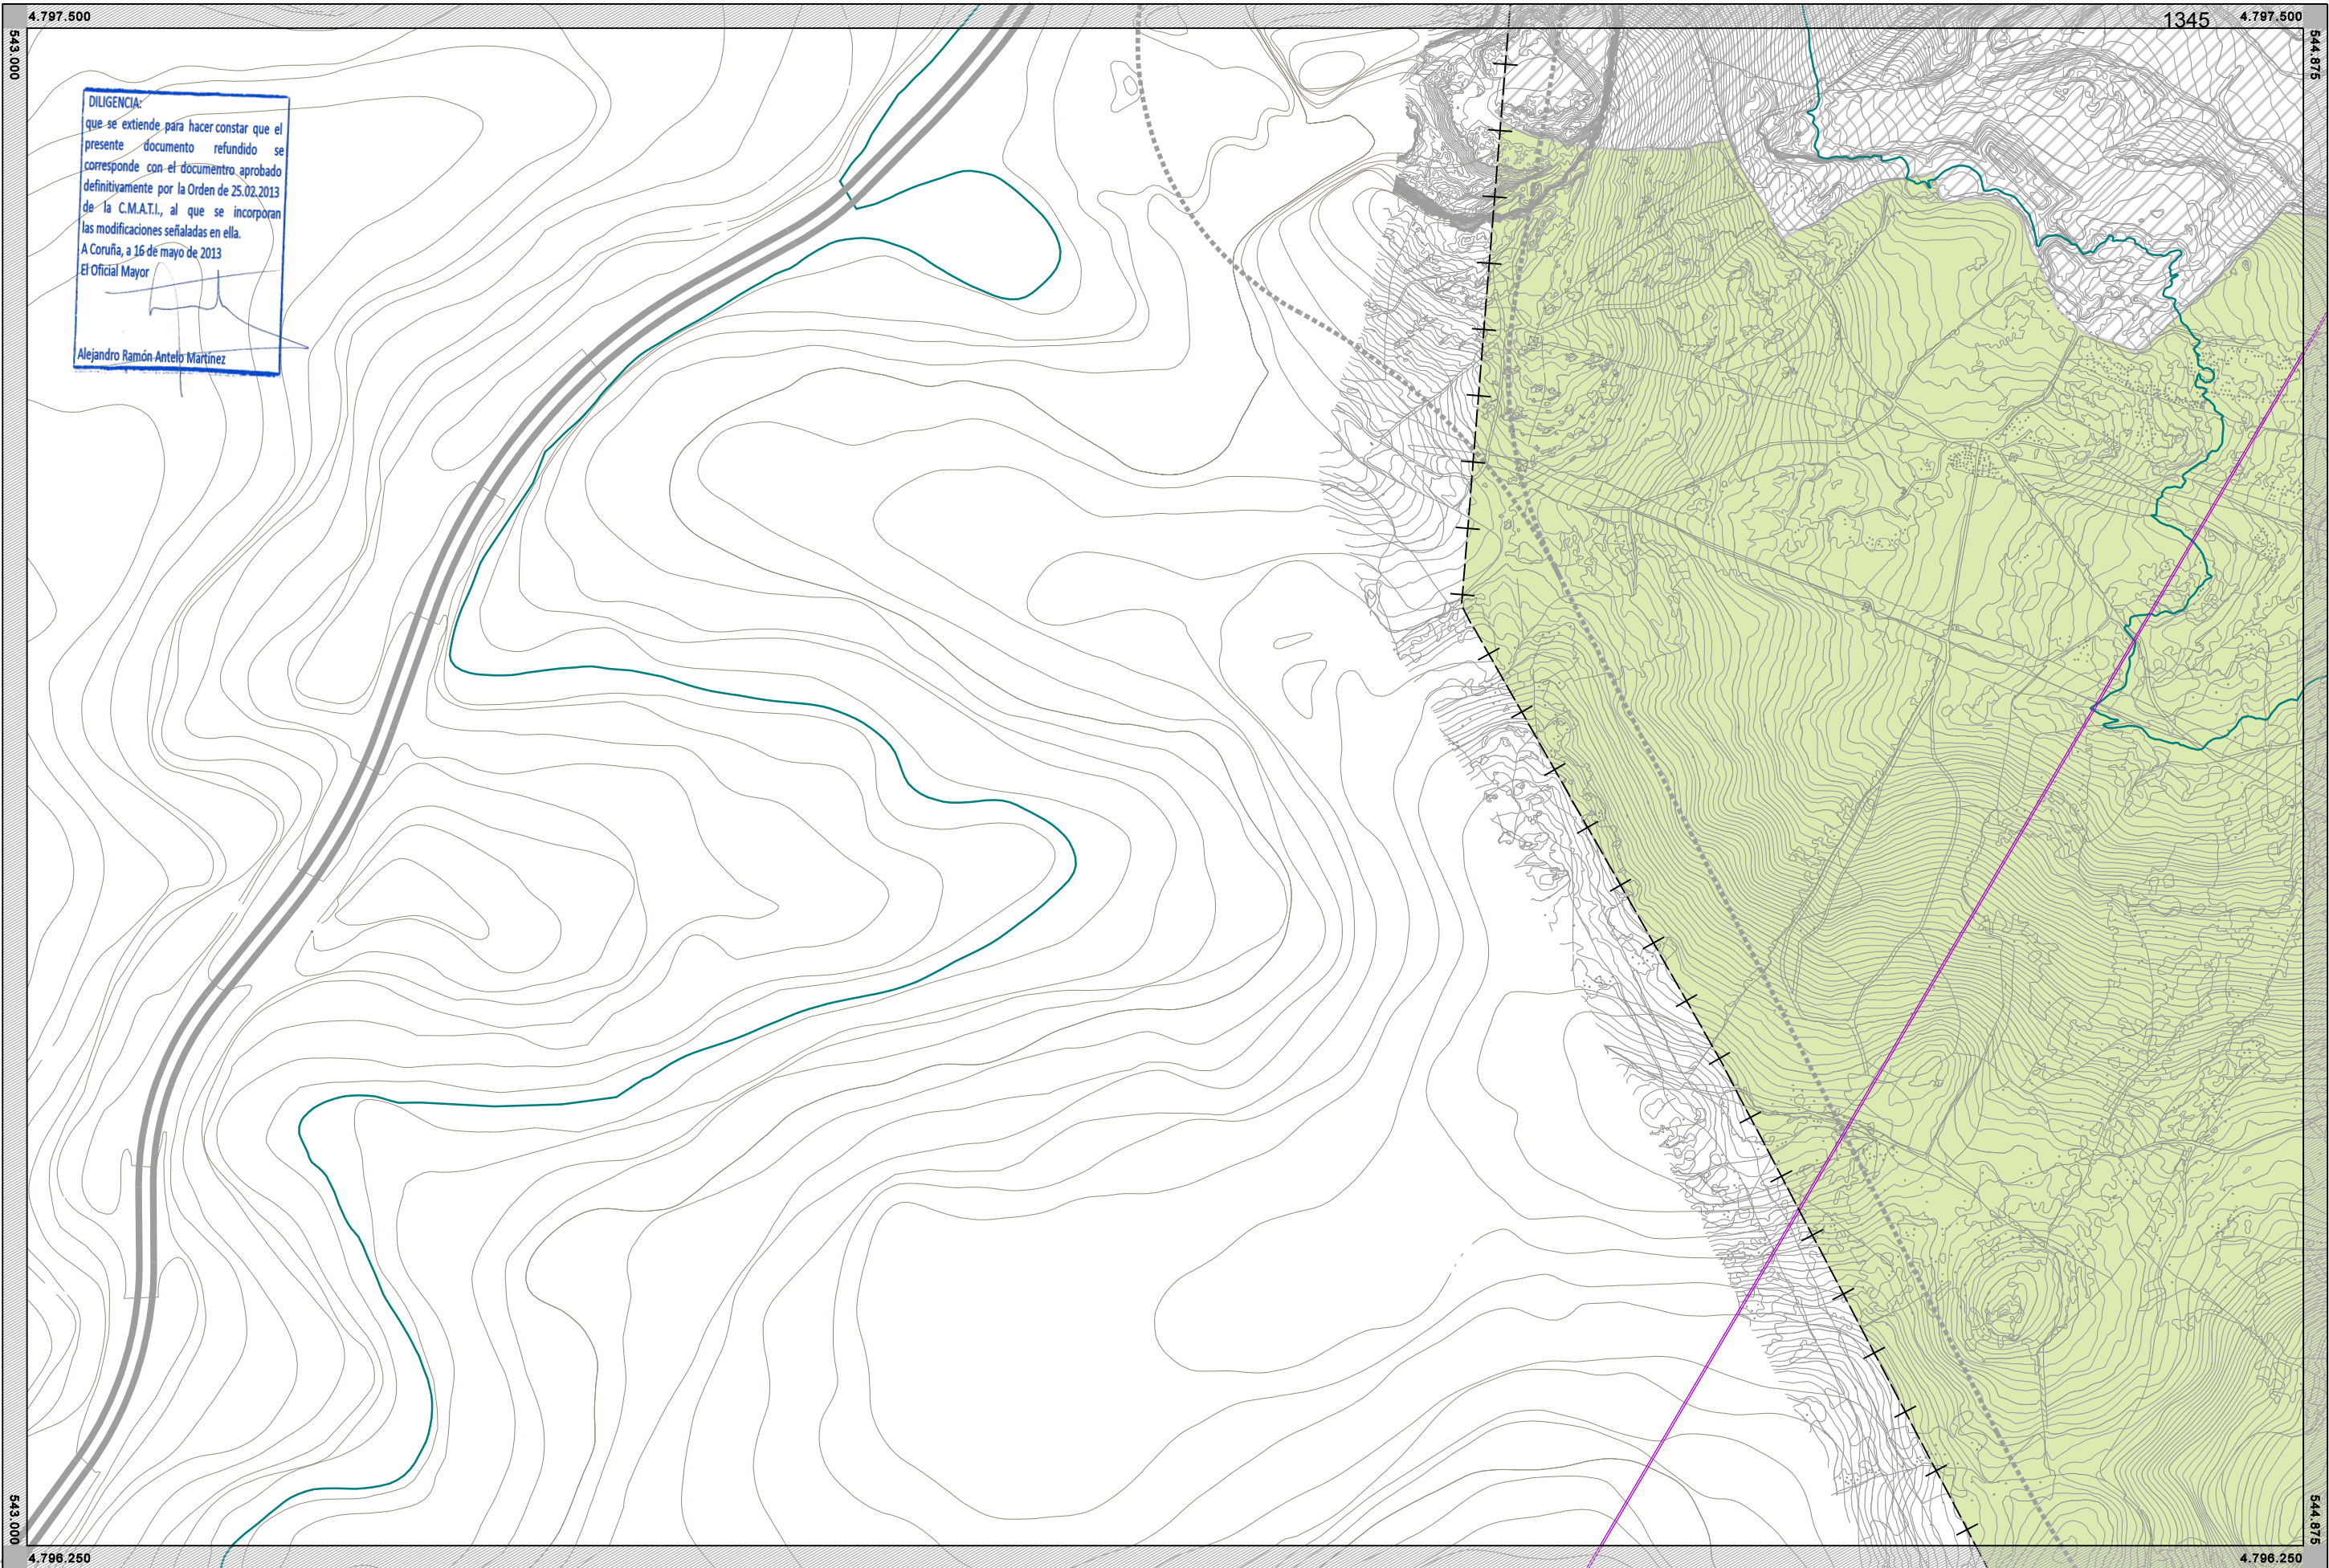 4.797.500
1345 4.797.500
543.000
544.875
DILIGENCIA:
que se extiende para hacer constar que el
presente documento refundido se
corresponde con el documentro aprobado
definitivamente por la Orden de 25.02.2013
de la C.M.A.T.I., al que se incorporan
las modificaciones señaladas en ella.
A Coruña, a 16 de mayo de 2013
El Oficial Mayor
Alejandro Ramón Antelo Martínez
543.000
544.875
4.796.250
4.796.250